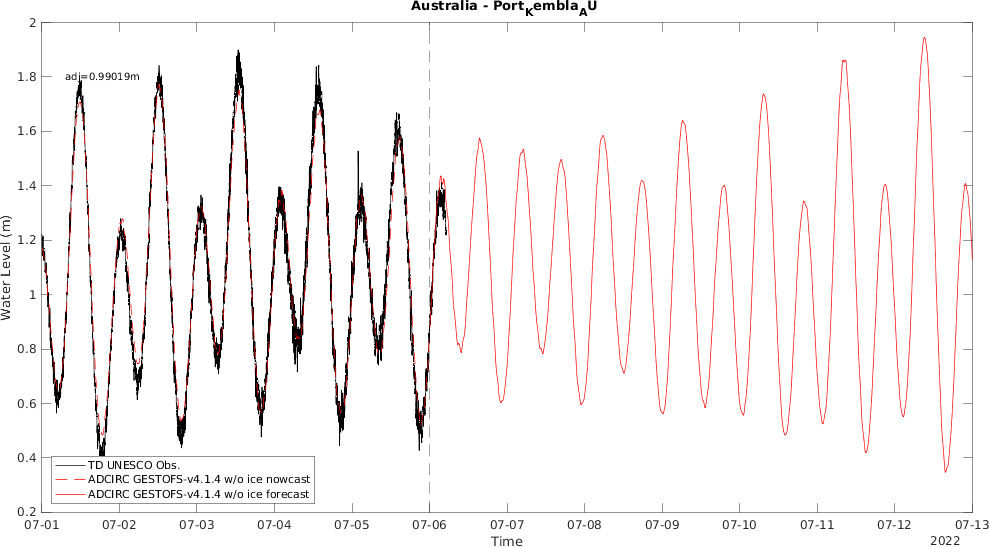 Australia - Port_Kembla_AU
adj=0.99019m
2
1.8
1.6
1.4
1.2
1
0.8
0.6
0.4
0.2
Water Level (m)
TD UNESCO Obs.
ADCIRC GESTOFS-v4.1.4 w/o ice nowcast
ADCIRC GESTOFS-v4.1.4 w/o ice forecast
07-01 07-02 07-03 07-04 07-05 07-06 07-07 07-08 07-09 07-10 07-11 07-12 07-13
Time
2022